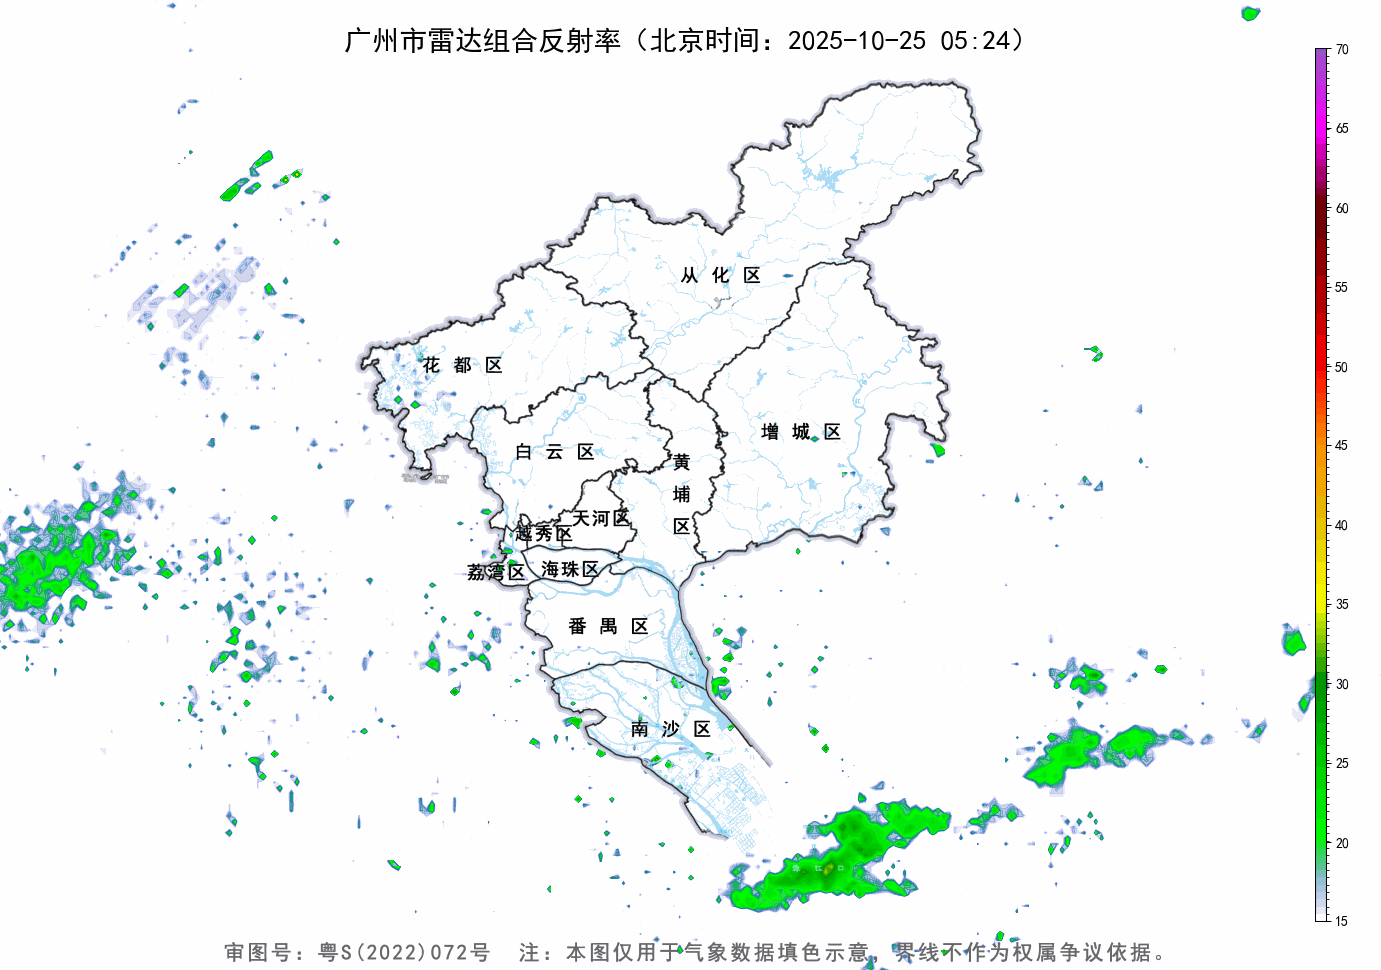 广州市雷达组合反射率（北京时间：2025-10-25 05:24）
70
65
60
55
50
45
40
35
30
25
20
15
从化区
花都区
增城区
白云区
黄埔区
天河区
越秀区
荔湾区
海珠区
番禺区
南沙区
珠江口
审图号：粤S(2022)072号 注：本图仅用于气象数据填色示意，界线不作为权属争议依据。